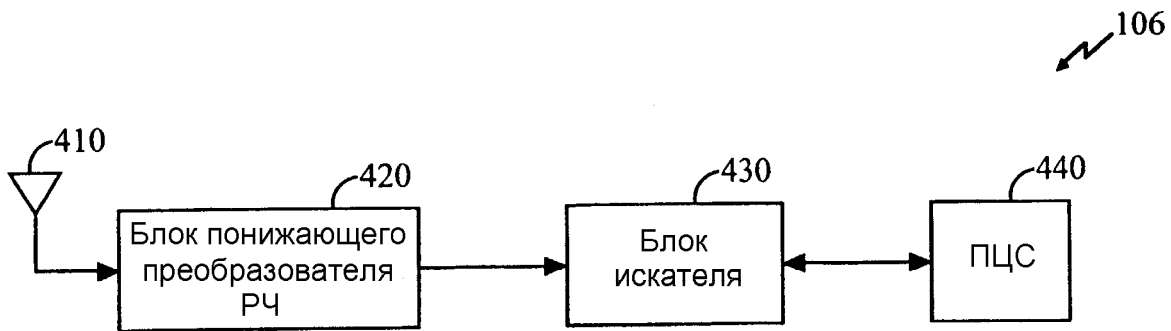 106
410
420
430
440
Блок понижающего
преобразователя
РЧ
Блок
искателя
ПЦС